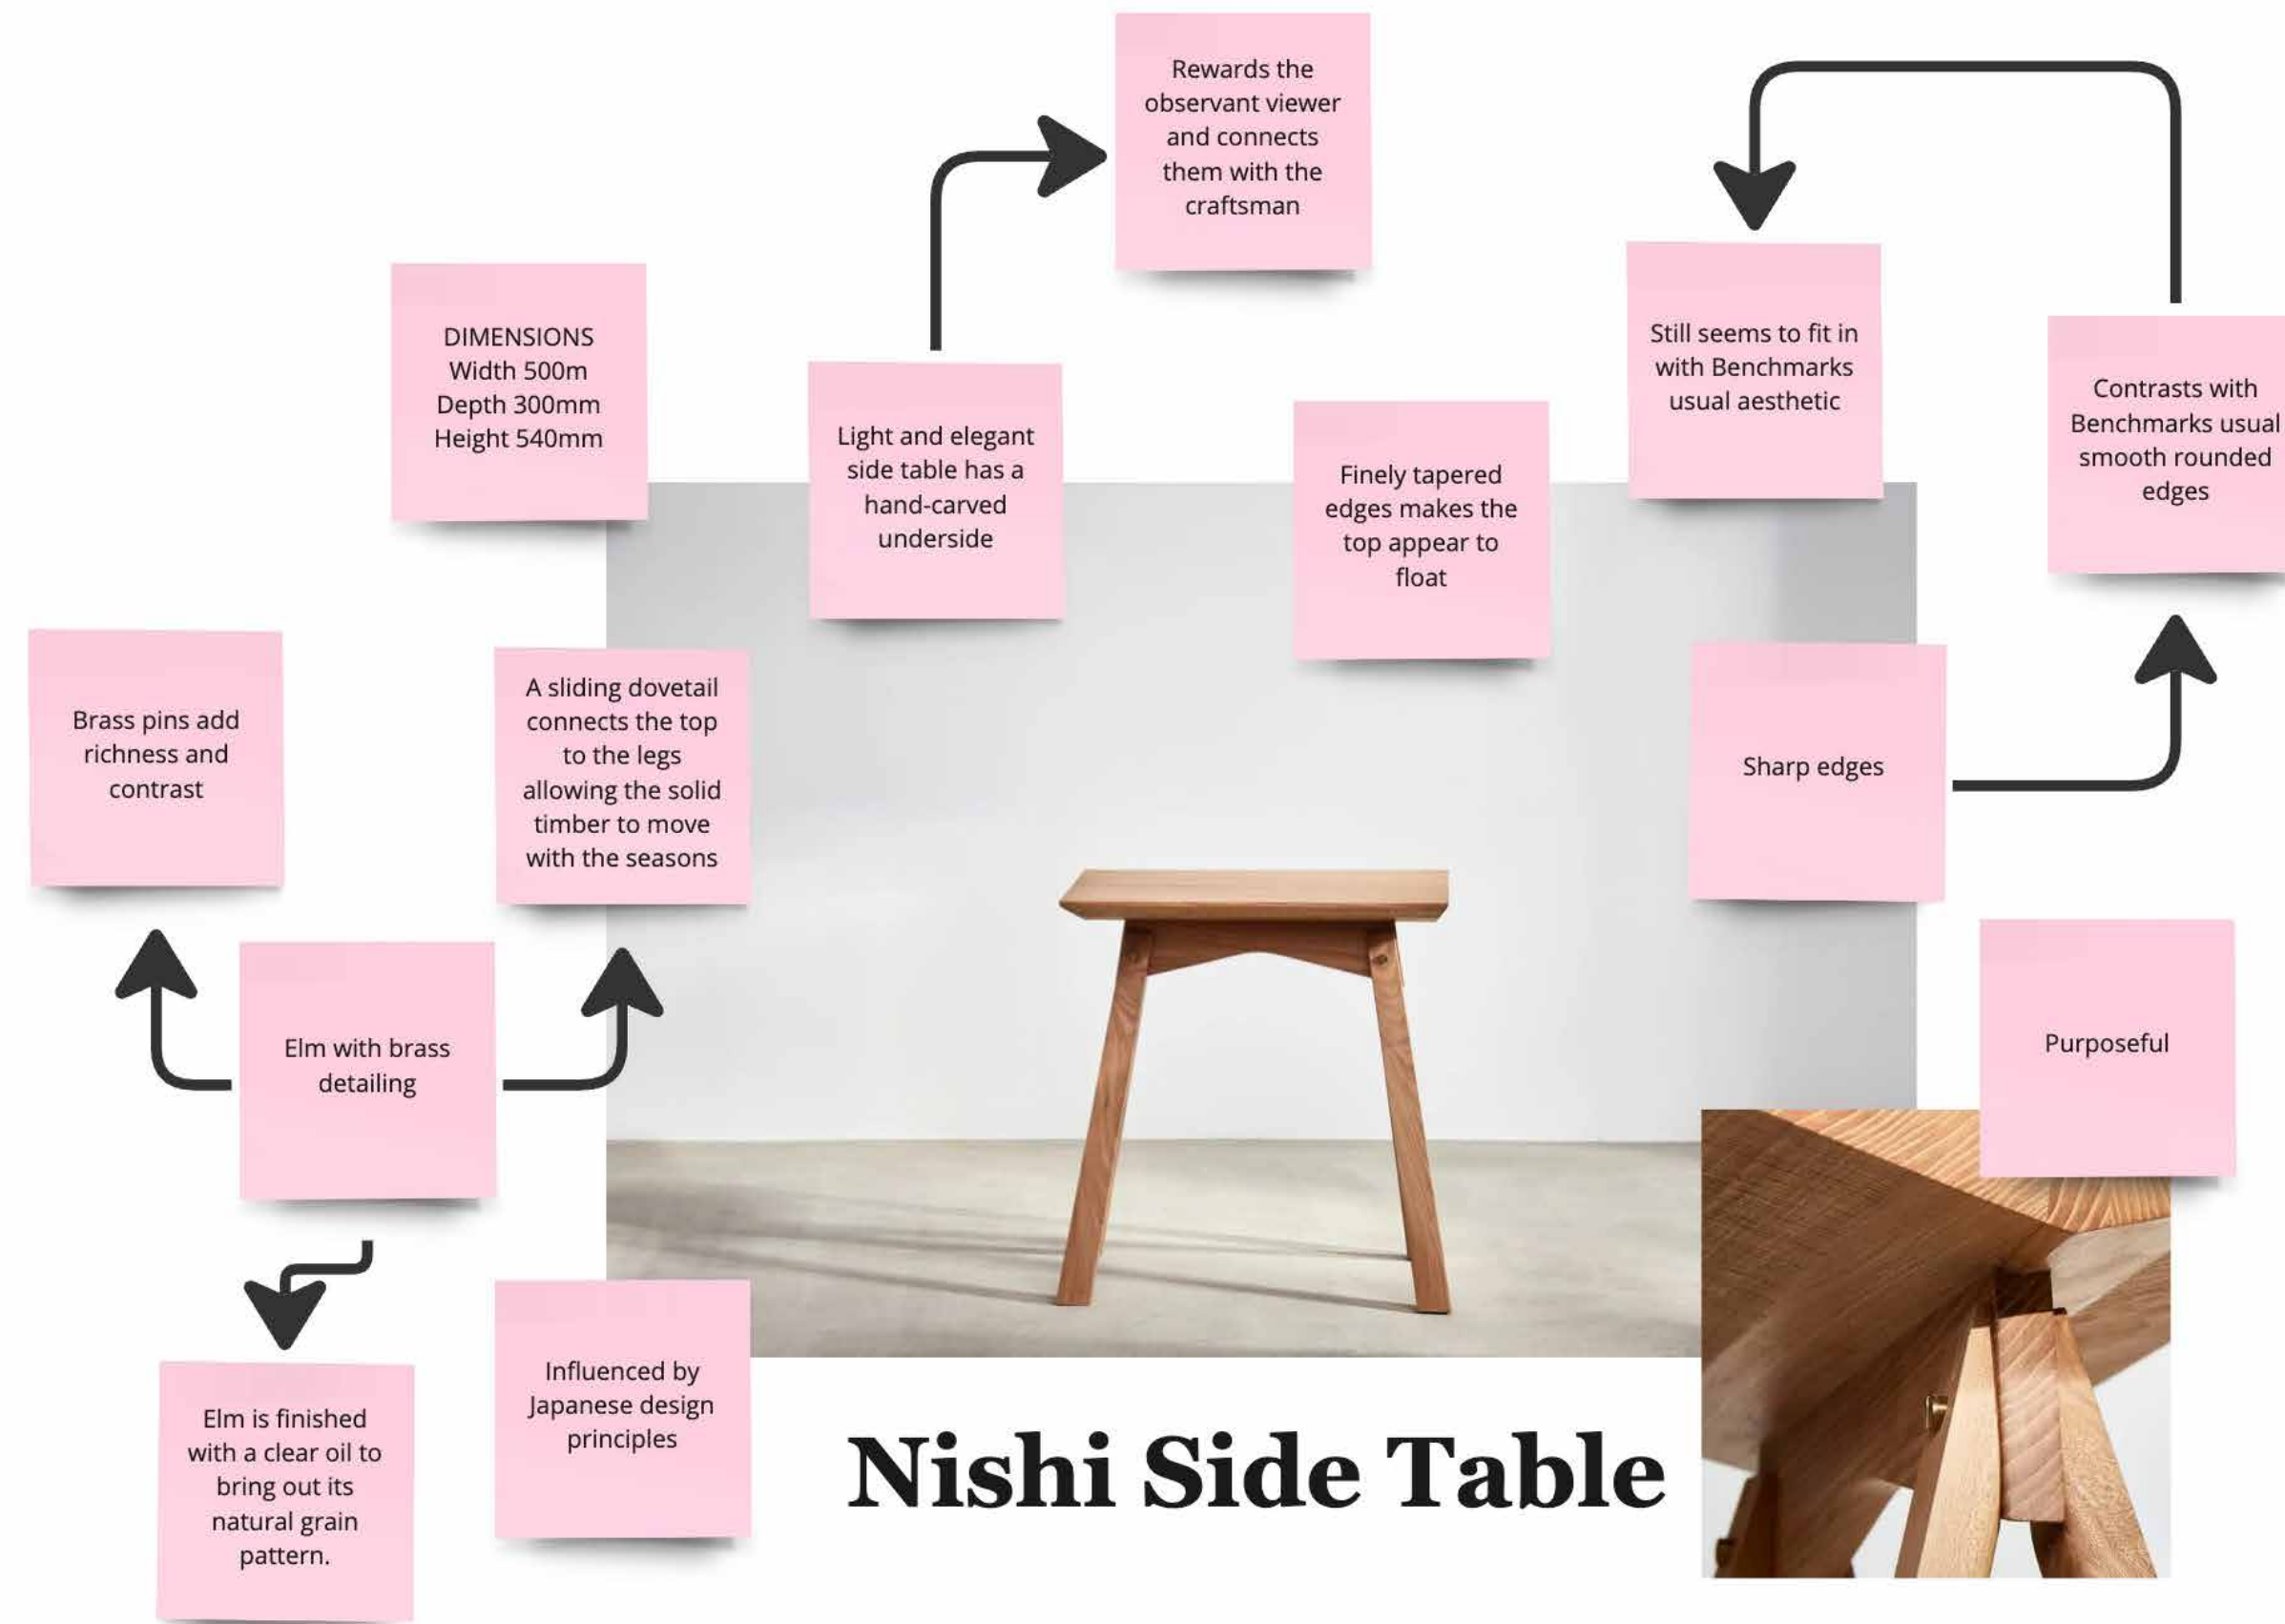 Rewards the
observant viewer
and connects
them with the
craftsman
DIMENSIONS
Width 500m
Depth 300mm
Height 540mm
Light and elegant
side table has a
hand-carved
underside
Finely tapered
edges makes the
top appear to
float
Still seems to fit in
with Benchmarks
usual aesthetic
Contrasts with
Benchmarks usual
smooth rounded
edges
Brass pins add
richness and
contrast
A sliding dovetail
connects the top
to the legs
allowing the solid
timber to move
with the seasons
Sharp edges
Elm with brass
detailing
Purposeful
Elm is finished
with a clear oil to
bring out its
natural grain
pattern.
Influenced by
Japanese design
principles
Nishi Side Table